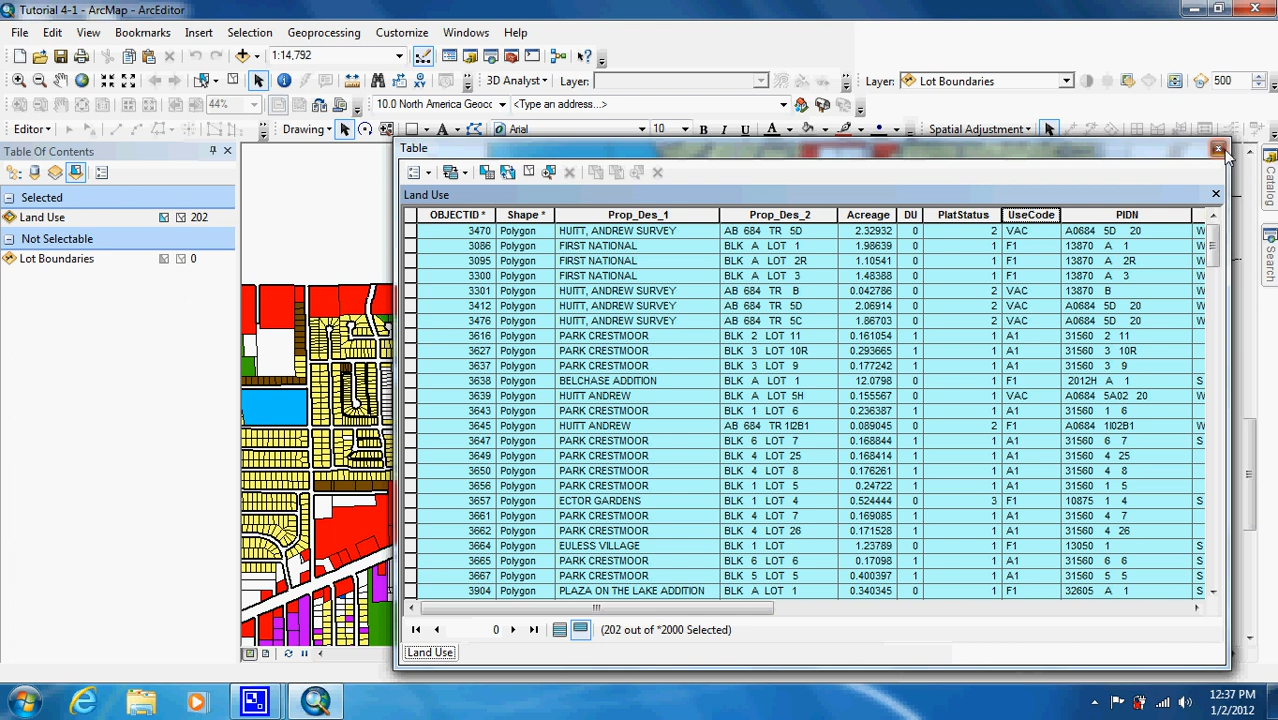 Tutorial 4-1 - ArcMap - ArcEditor
File Edit View Bookmarks Insert Selection Geoprocessing Customize Windows Help
1:14.792
3D Analyst Layer: Layer: Lot Boundaries 500
44% 10.0 North America Geocc <Type an address...>
Editor Drawing A Arial 10 B I U A Spatial Adjustment
Table Of Contents
Selected
Land Use 202
Not Selectable
Lot Boundaries 0
Table
Land Use
OBJECTID * Shape * Prop_Des_1 Prop_Des_2 Acreage DU PlatStatus UseCode PIDN
3470 Polygon HUITT, ANDREW SURVEY AB 684 TR 5D 2.32932 0 2 VAC A0684 5D 20 W
3086 Polygon FIRST NATIONAL BLK A LOT 1 1.98639 0 1 F1 13870 A 1
3095 Polygon FIRST NATIONAL BLK A LOT 2R 1.10541 0 1 F1 13870 A 2R
3300 Polygon FIRST NATIONAL BLK A LOT 3 1.48388 0 1 F1 13870 A 3
3301 Polygon HUITT, ANDREW SURVEY AB 684 TR B 0.042786 0 2 VAC 13870 B
3412 Polygon HUITT, ANDREW SURVEY AB 684 TR 5D 2.06914 0 2 VAC A0684 5D 20 W
3476 Polygon HUITT, ANDREW SURVEY AB 684 TR 5C 1.86703 0 2 VAC A0684 5D 20 W
3616 Polygon PARK CRESTMOOR BLK 2 LOT 11 0.161054 1 1 A1 31560 2 11
3627 Polygon PARK CRESTMOOR BLK 3 LOT 10R 0.293665 1 1 A1 31560 3 10R
3637 Polygon PARK CRESTMOOR BLK 3 LOT 9 0.177242 1 1 A1 31560 3 9
3638 Polygon BELCHASE ADDITION BLK A LOT 1 12.0798 0 1 F1 2012H A 1 S
3639 Polygon HUITT ANDREW BLK A LOT 5H 0.155567 0 1 VAC A0684 5A02 20 W
3643 Polygon PARK CRESTMOOR BLK 1 LOT 6 0.236387 1 1 A1 31560 1 6
3645 Polygon HUITT ANDREW AB 684 TR 1I2B1 0.089045 0 2 F1 A0684 1I02B1 W
3647 Polygon PARK CRESTMOOR BLK 6 LOT 7 0.168844 1 1 A1 31560 6 7 S
3649 Polygon PARK CRESTMOOR BLK 4 LOT 25 0.168414 1 1 A1 31560 4 25
3650 Polygon PARK CRESTMOOR BLK 4 LOT 8 0.176261 1 1 A1 31560 4 8
3656 Polygon PARK CRESTMOOR BLK 1 LOT 5 0.24722 1 1 A1 31560 1 5
3657 Polygon ECTOR GARDENS BLK 1 LOT 4 0.524444 0 3 F1 10875 1 4 S
3661 Polygon PARK CRESTMOOR BLK 4 LOT 7 0.169085 1 1 A1 31560 4 7
3662 Polygon PARK CRESTMOOR BLK 4 LOT 26 0.171528 1 1 A1 31560 4 26
3664 Polygon EULESS VILLAGE BLK 1 LOT 1.23789 0 1 F1 13050 1 S
3665 Polygon PARK CRESTMOOR BLK 6 LOT 6 0.17098 1 1 A1 31560 6 6 S
3667 Polygon PARK CRESTMOOR BLK 5 LOT 5 0.400397 1 1 A1 31560 5 5 S
3904 Polygon PLAZA ON THE LAKE ADDITION BLK A LOT 1 0.340345 0 1 F1 32605 A 1 S
0 (202 out of *2000 Selected)
Land Use
Catalog
Search
12:37 PM
1/2/2012